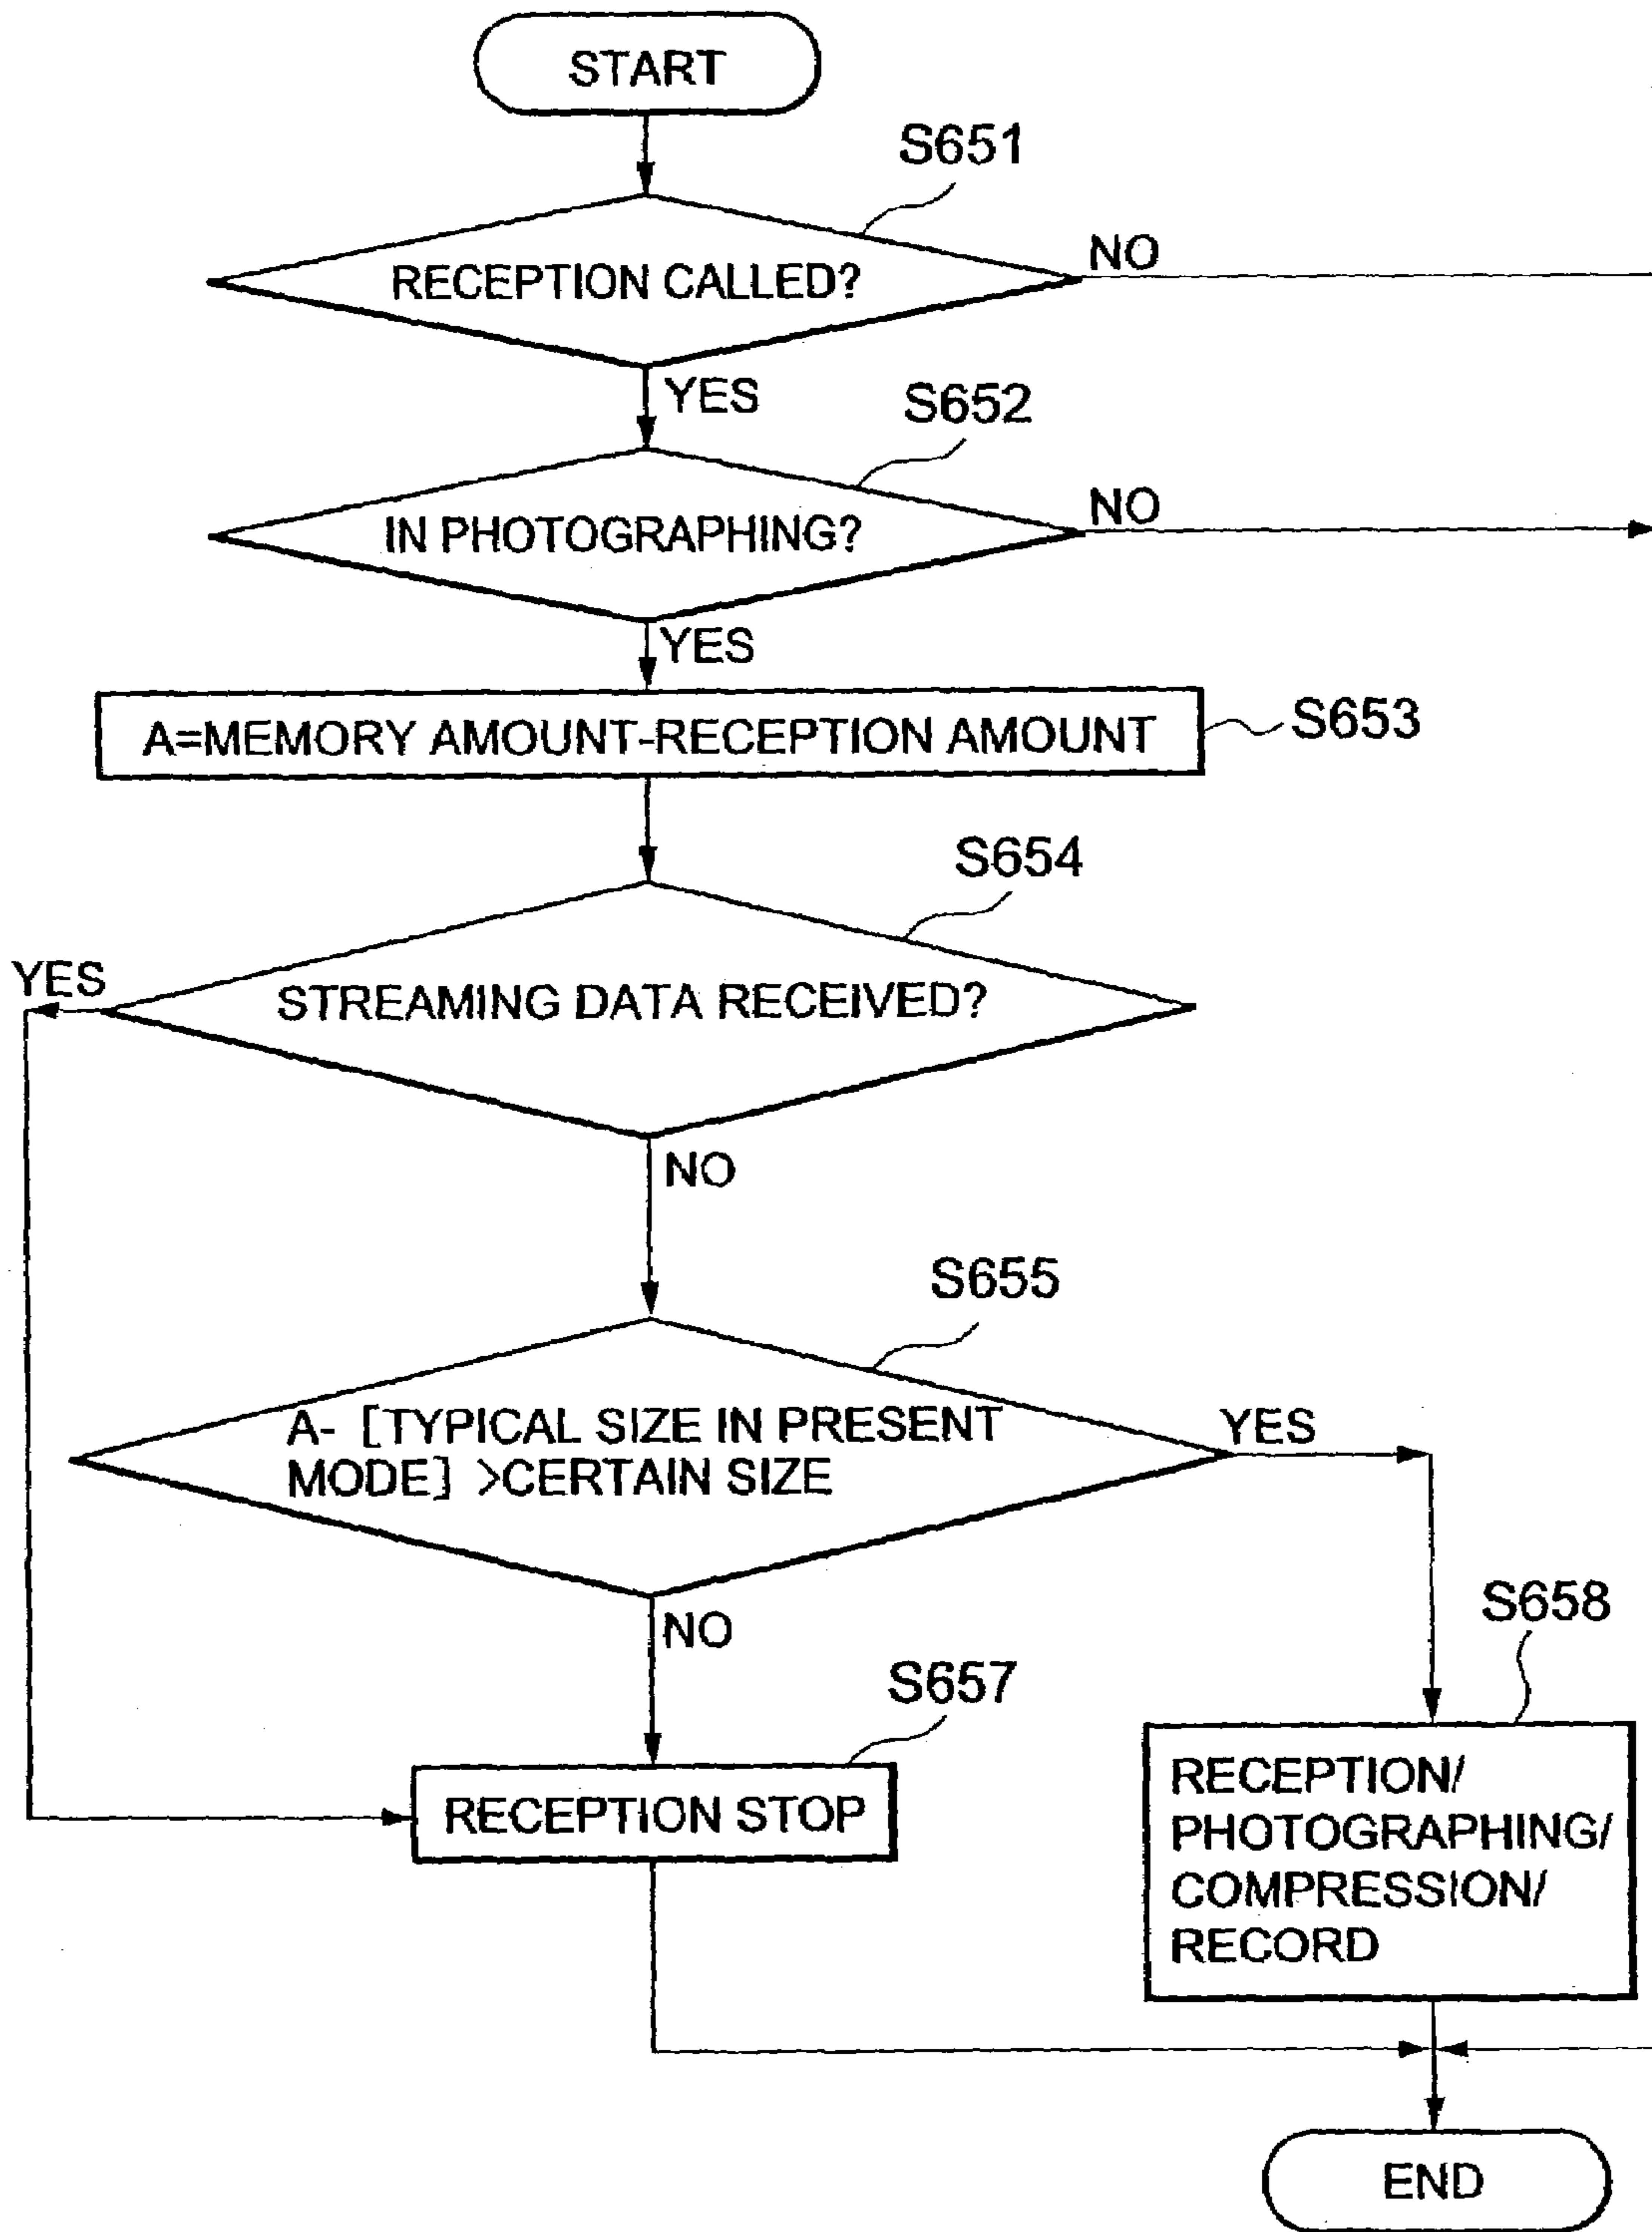 START
S651
RECEPTION CALLED?
NO
YES
S652
IN PHOTOGRAPHING?
NO
YES
A=MEMORY AMOUNT-RECEPTION AMOUNT
S653
S654
YES
STREAMING DATA RECEIVED?
NO
S655
A- [TYPICAL SIZE IN PRESENT
MODE] >CERTAIN SIZE
YES
NO
S658
S657
RECEPTION STOP
RECEPTION/
PHOTOGRAPHING/
COMPRESSION/
RECORD
END